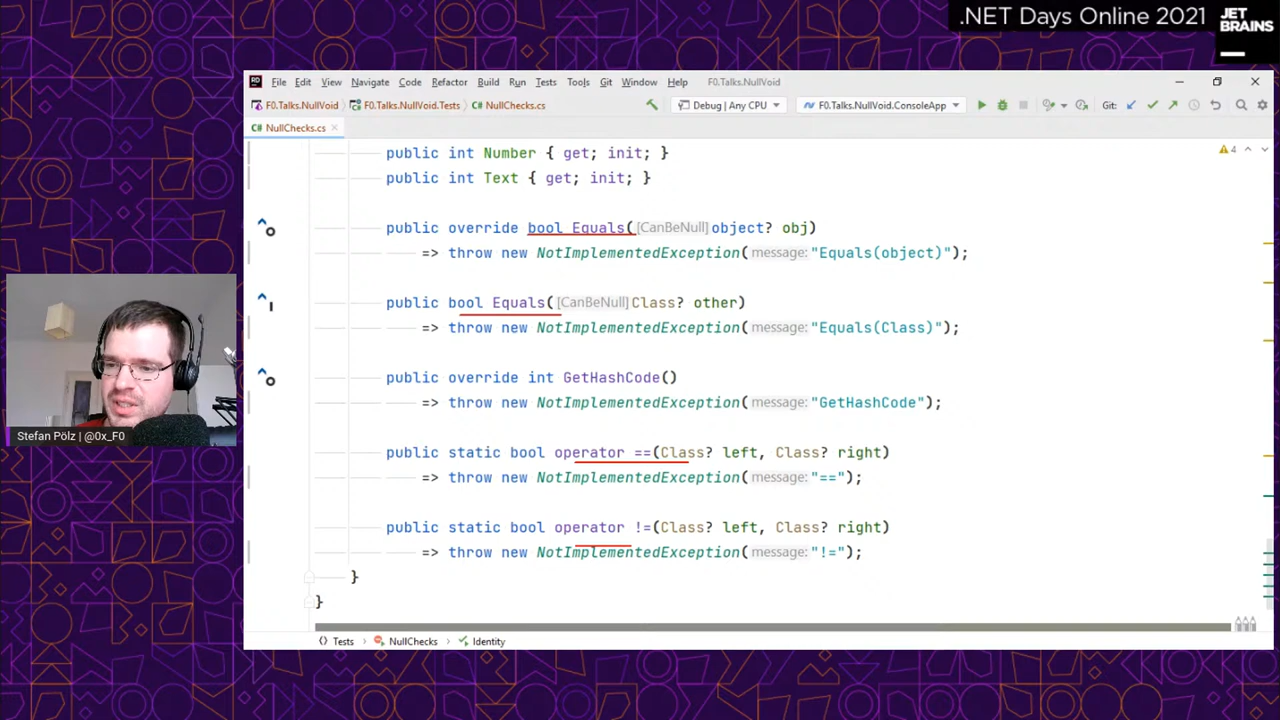 .NET Days Online 2021
JET
BRAINS
RD File Edit View Navigate Code Refactor Build Run Tests Tools Git Window Help F0.Talks.NullVoid
F0.Talks.NullVoid F0.Talks.NullVoid.Tests C# NullChecks.cs Debug | Any CPU F0.Talks.NullVoid.ConsoleApp Git:
C# NullChecks.cs
public int Number { get; init; }
4
public int Text { get; init; }
public override bool Equals([CanBeNull]object? obj)
=> throw new NotImplementedException(message:"Equals(object)");
public bool Equals([CanBeNull]Class? other)
=> throw new NotImplementedException(message:"Equals(Class)");
public override int GetHashCode()
=> throw new NotImplementedException(message:"GetHashCode");
public static bool operator ==(Class? left, Class? right)
=> throw new NotImplementedException(message:"==");
public static bool operator !=(Class? left, Class? right)
=> throw new NotImplementedException(message:"!=");
}
}
Tests NullChecks Identity
Stefan Pölz | @0x_F0